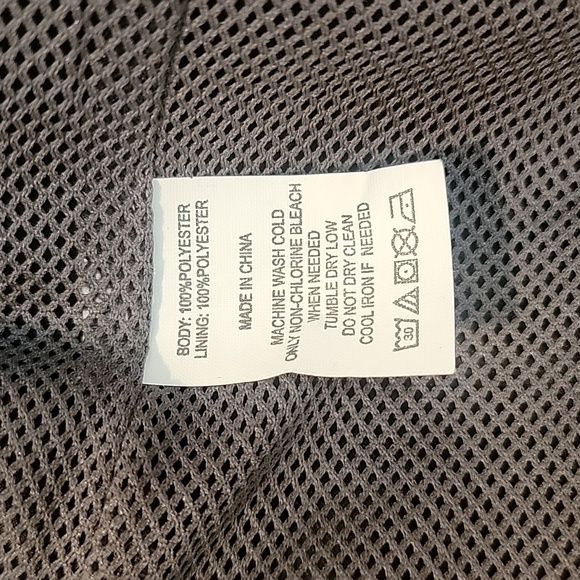 BODY: 100%POLYESTER
LINING: 100%POLYESTER
MADE IN CHINA
MACHINE WASH COLD
ONLY NON-CHLORINE BLEACH
WHEN NEEDED
TUMBLE DRY LOW
DO NOT DRY CLEAN
COOL IRON IF NEEDED
30